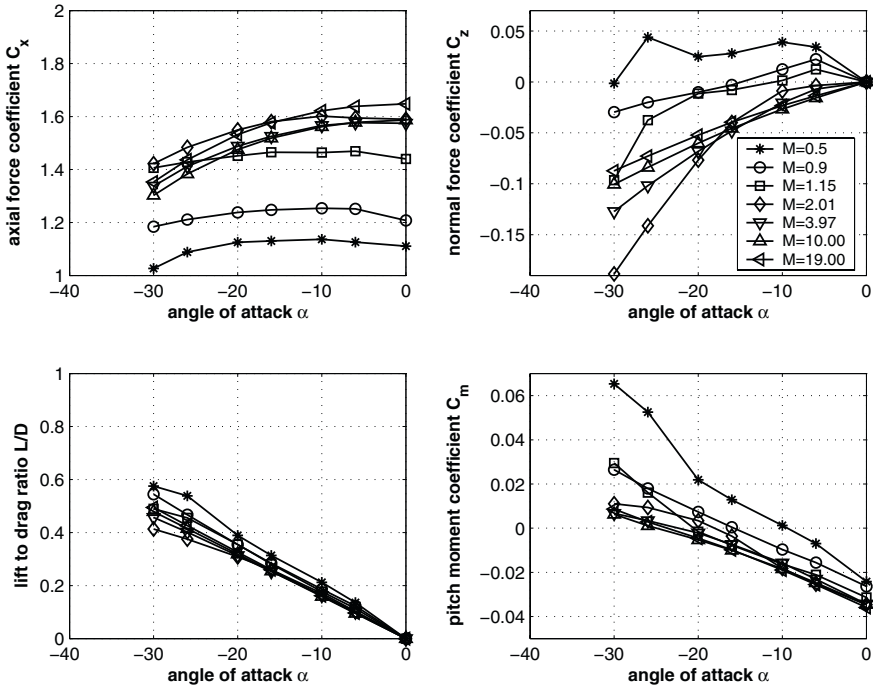 2
1.8
1.6
1.4
1.2
1
axial force coefficient Cx
−40 −30 −20 −10 0
angle of attack α
0.05
0
−0.05
−0.1
−0.15
normal force coefficient Cz
M=0.5
M=0.9
M=1.15
M=2.01
M=3.97
M=10.00
M=19.00
−40 −30 −20 −10 0
angle of attack α
1
0.8
0.6
0.4
0.2
0
lift to drag ratio L/D
−40 −30 −20 −10 0
angle of attack α
0.06
0.04
0.02
0
−0.02
−0.04
pitch moment coefficient Cm
−40 −30 −20 −10 0
angle of attack α